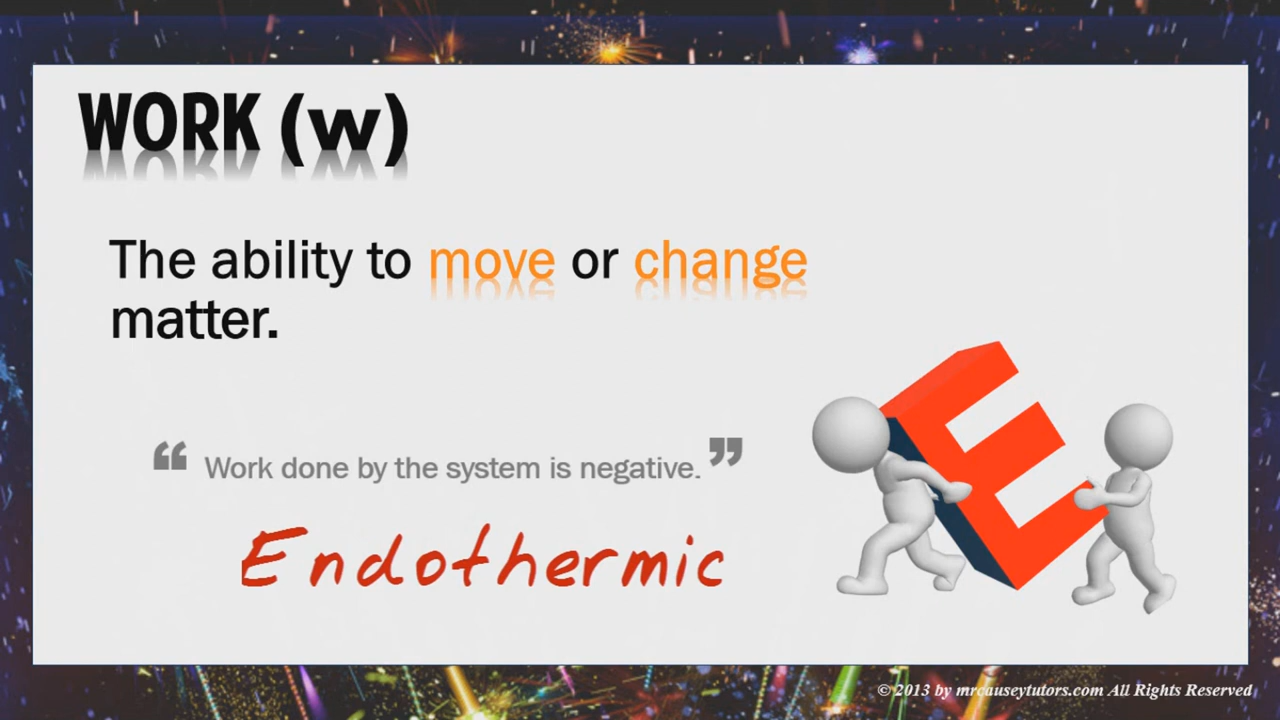 WORK (w)
The ability to move or change
matter.
“ Work done by the system is negative. ”
Endothermic
E
© 2013 by mrcauseytutors.com All Rights Reserved